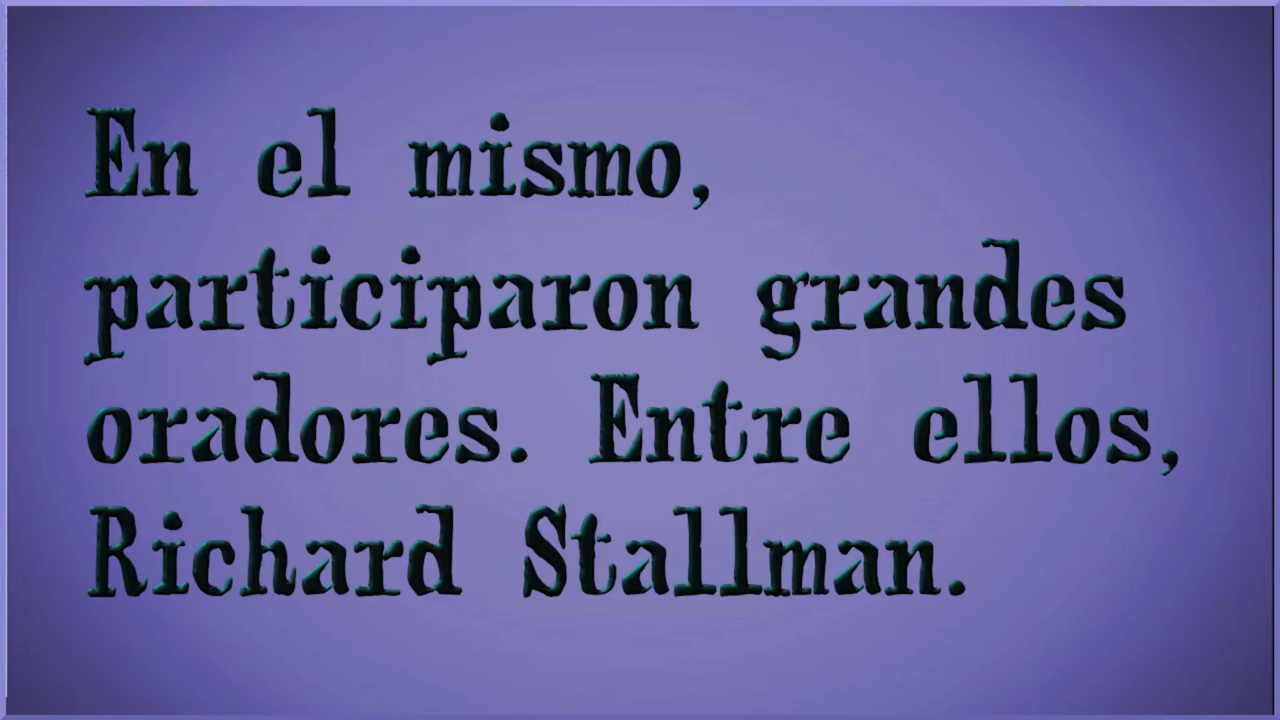 En el mismo,
participaron grandes
oradores. Entre ellos,
Richard Stallman.